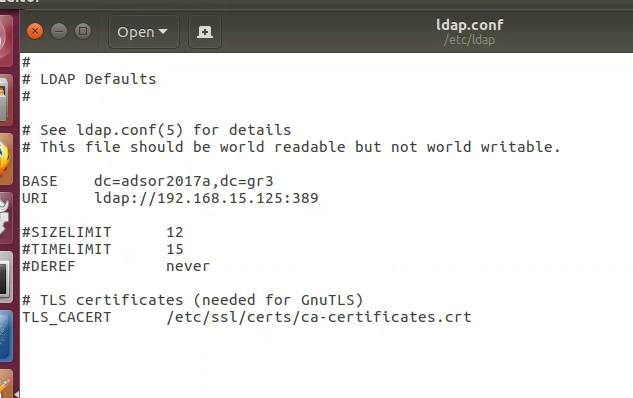 ldap.conf
Open
/etc/ldap
#
# LDAP Defaults
#
# See ldap.conf(5) for details
# This file should be world readable but not world writable.
BASE    dc=adsor2017a,dc=gr3
URI     ldap://192.168.15.125:389
#SIZELIMIT      12
#TIMELIMIT      15
#DEREF          never
# TLS certificates (needed for GnuTLS)
TLS_CACERT      /etc/ssl/certs/ca-certificates.crt